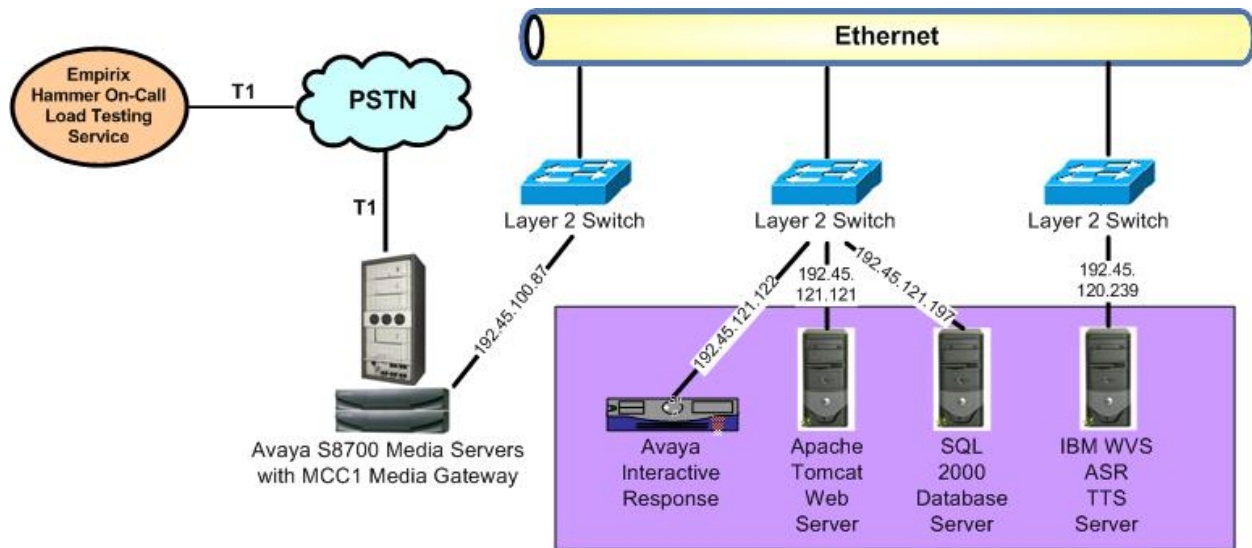 Ethernet
Empirix
Hammer On-Call
Load Testing
Service
T1
PSTN
T1
Layer 2 Switch
Layer 2 Switch
Layer 2 Switch
192.45.100.87
192.45.121.122
192.45.
121.121
192.45.121.197
192.45.
120.239
Avaya S8700 Media Servers
with MCC1 Media Gateway
Avaya
Interactive
Response
Apache
Tomcat
Web
Server
SQL
2000
Database
Server
IBM WVS
ASR
TTS
Server